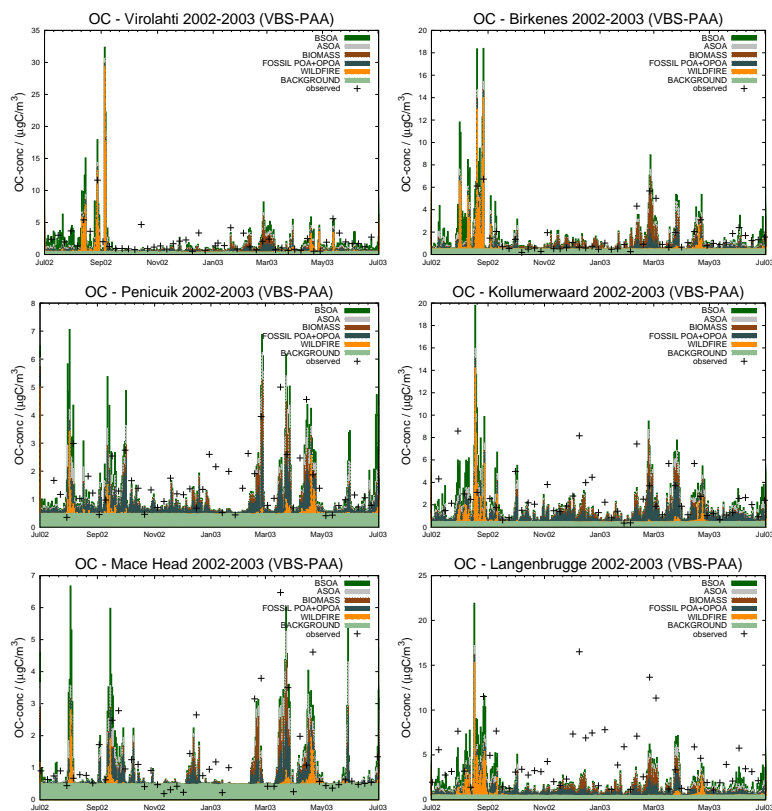 OC - Virolahti 2002-2003 (VBS-PAA)
35
30
25
20
15
10
5
0
OC-conc / (μgC/m³)
BSOA
ASOA
BIOMASS
FOSSIL POA+OPOA
WILDFIRE
BACKGROUND
observed
Jul02 Sep02 Nov02 Jan03 Mar03 May03 Jul03
OC - Birkenes 2002-2003 (VBS-PAA)
20
18
16
14
12
10
8
6
4
2
0
OC-conc / (μgC/m³)
BSOA
ASOA
BIOMASS
FOSSIL POA+OPOA
WILDFIRE
BACKGROUND
observed
Jul02 Sep02 Nov02 Jan03 Mar03 May03 Jul03
OC - Penicuik 2002-2003 (VBS-PAA)
8
7
6
5
4
3
2
1
0
OC-conc / (μgC/m³)
BSOA
ASOA
BIOMASS
FOSSIL POA+OPOA
WILDFIRE
BACKGROUND
observed
Jul02 Sep02 Nov02 Jan03 Mar03 May03 Jul03
OC - Kollumerwaard 2002-2003 (VBS-PAA)
20
18
16
14
12
10
8
6
4
2
0
OC-conc / (μgC/m³)
BSOA
ASOA
BIOMASS
FOSSIL POA+OPOA
WILDFIRE
BACKGROUND
observed
Jul02 Sep02 Nov02 Jan03 Mar03 May03 Jul03
OC - Mace Head 2002-2003 (VBS-PAA)
7
6
5
4
3
2
1
0
OC-conc / (μgC/m³)
BSOA
ASOA
BIOMASS
FOSSIL POA+OPOA
WILDFIRE
BACKGROUND
observed
Jul02 Sep02 Nov02 Jan03 Mar03 May03 Jul03
OC - Langenbrugge 2002-2003 (VBS-PAA)
25
20
15
10
5
0
OC-conc / (μgC/m³)
BSOA
ASOA
BIOMASS
FOSSIL POA+OPOA
WILDFIRE
BACKGROUND
observed
Jul02 Sep02 Nov02 Jan03 Mar03 May03 Jul03